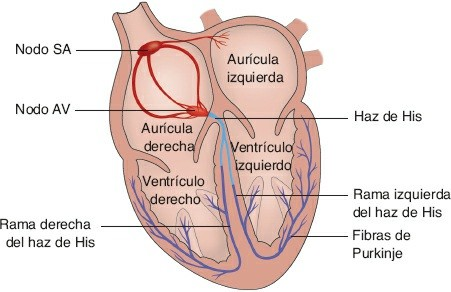 Nodo SA
Aurícula
izquierda
Nodo AV
Haz de His
Aurícula
derecha
Ventrículo
izquierdo
Ventrículo
derecho
Rama izquierda
del haz de His
Rama derecha
del haz de His
Fibras de
Purkinje